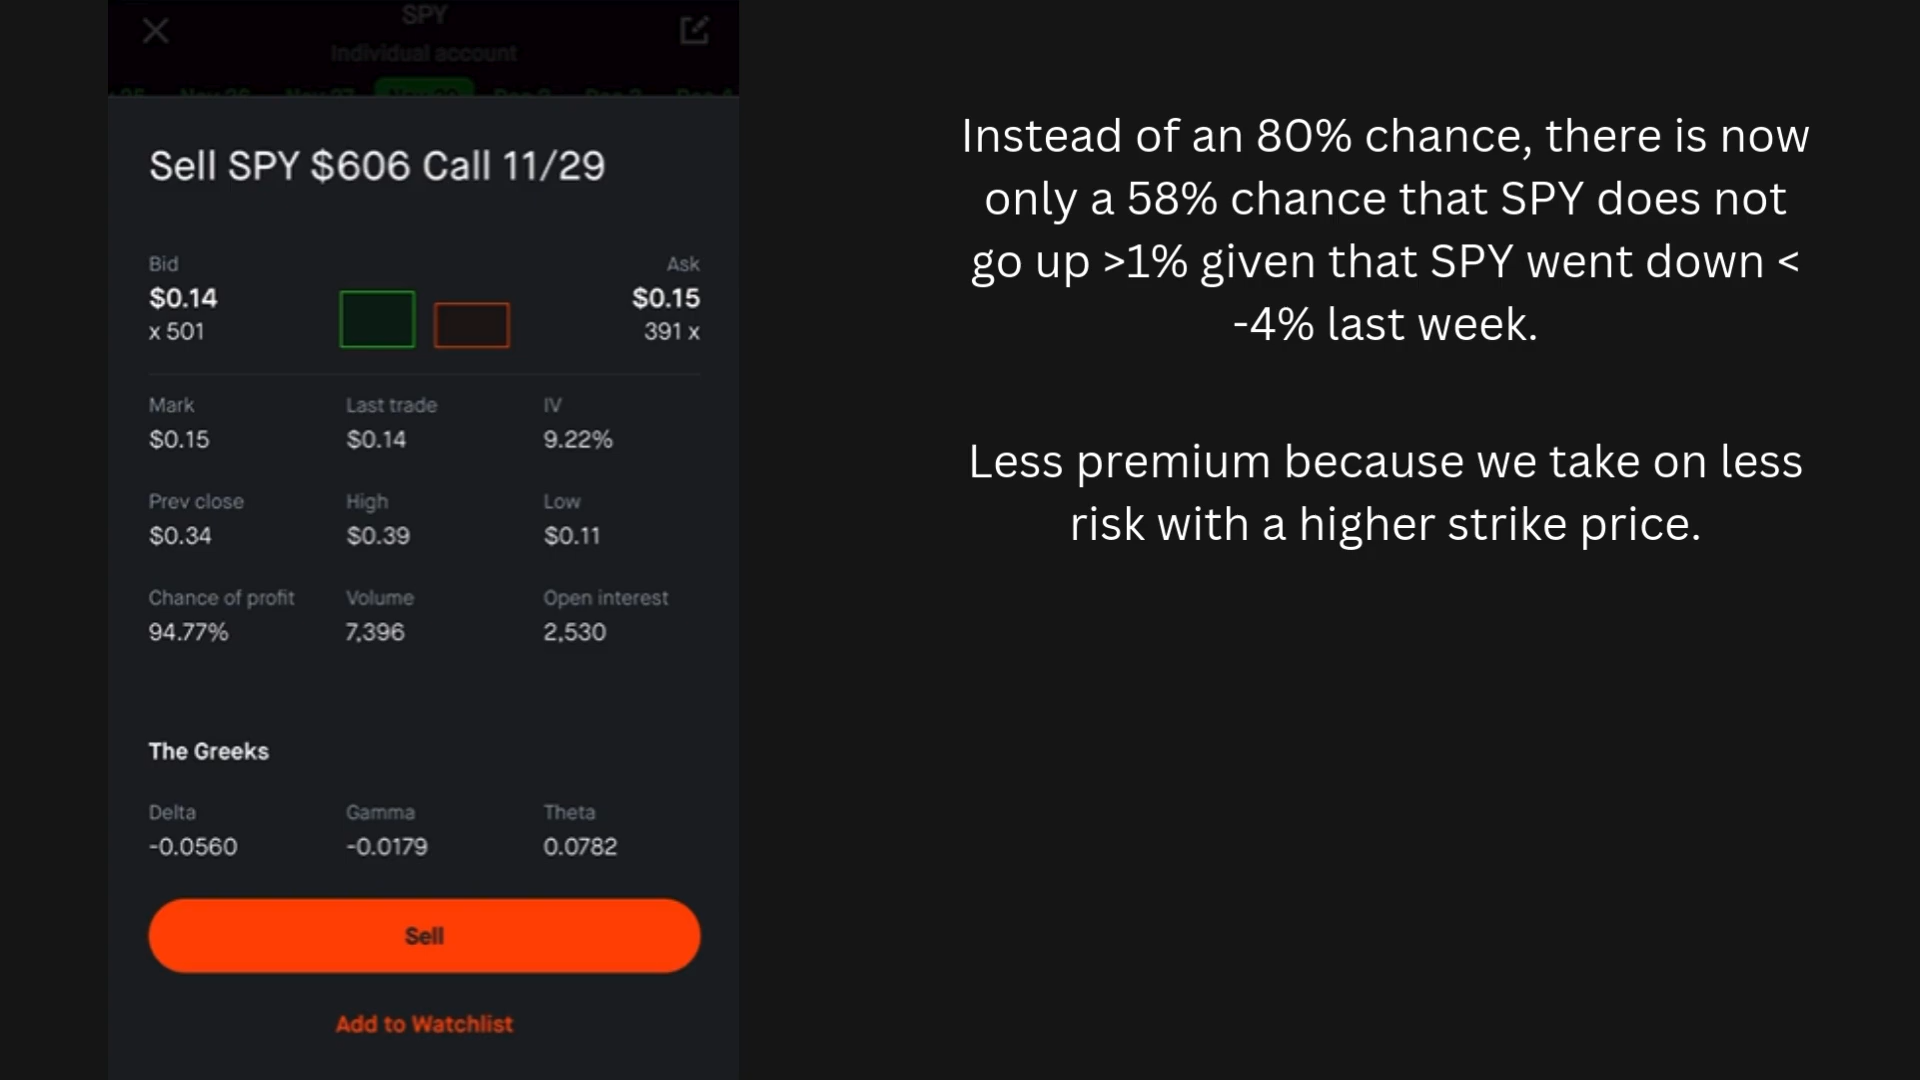 SPY
Individual account
Nov 26 Nov 27
Sell SPY $606 Call 11/29
Bid
Ask
$0.14
$0.15
x 501
391 x
Mark Last trade IV
$0.15 $0.14 9.22%
Prev close High Low
$0.34 $0.39 $0.11
Chance of profit Volume Open interest
94.77% 7,396 2,530
The Greeks
Delta Gamma Theta
-0.0560 -0.0179 0.0782
Sell
Add to Watchlist
Instead of an 80% chance, there is now
only a 58% chance that SPY does not
go up >1% given that SPY went down <
-4% last week.
Less premium because we take on less
risk with a higher strike price.